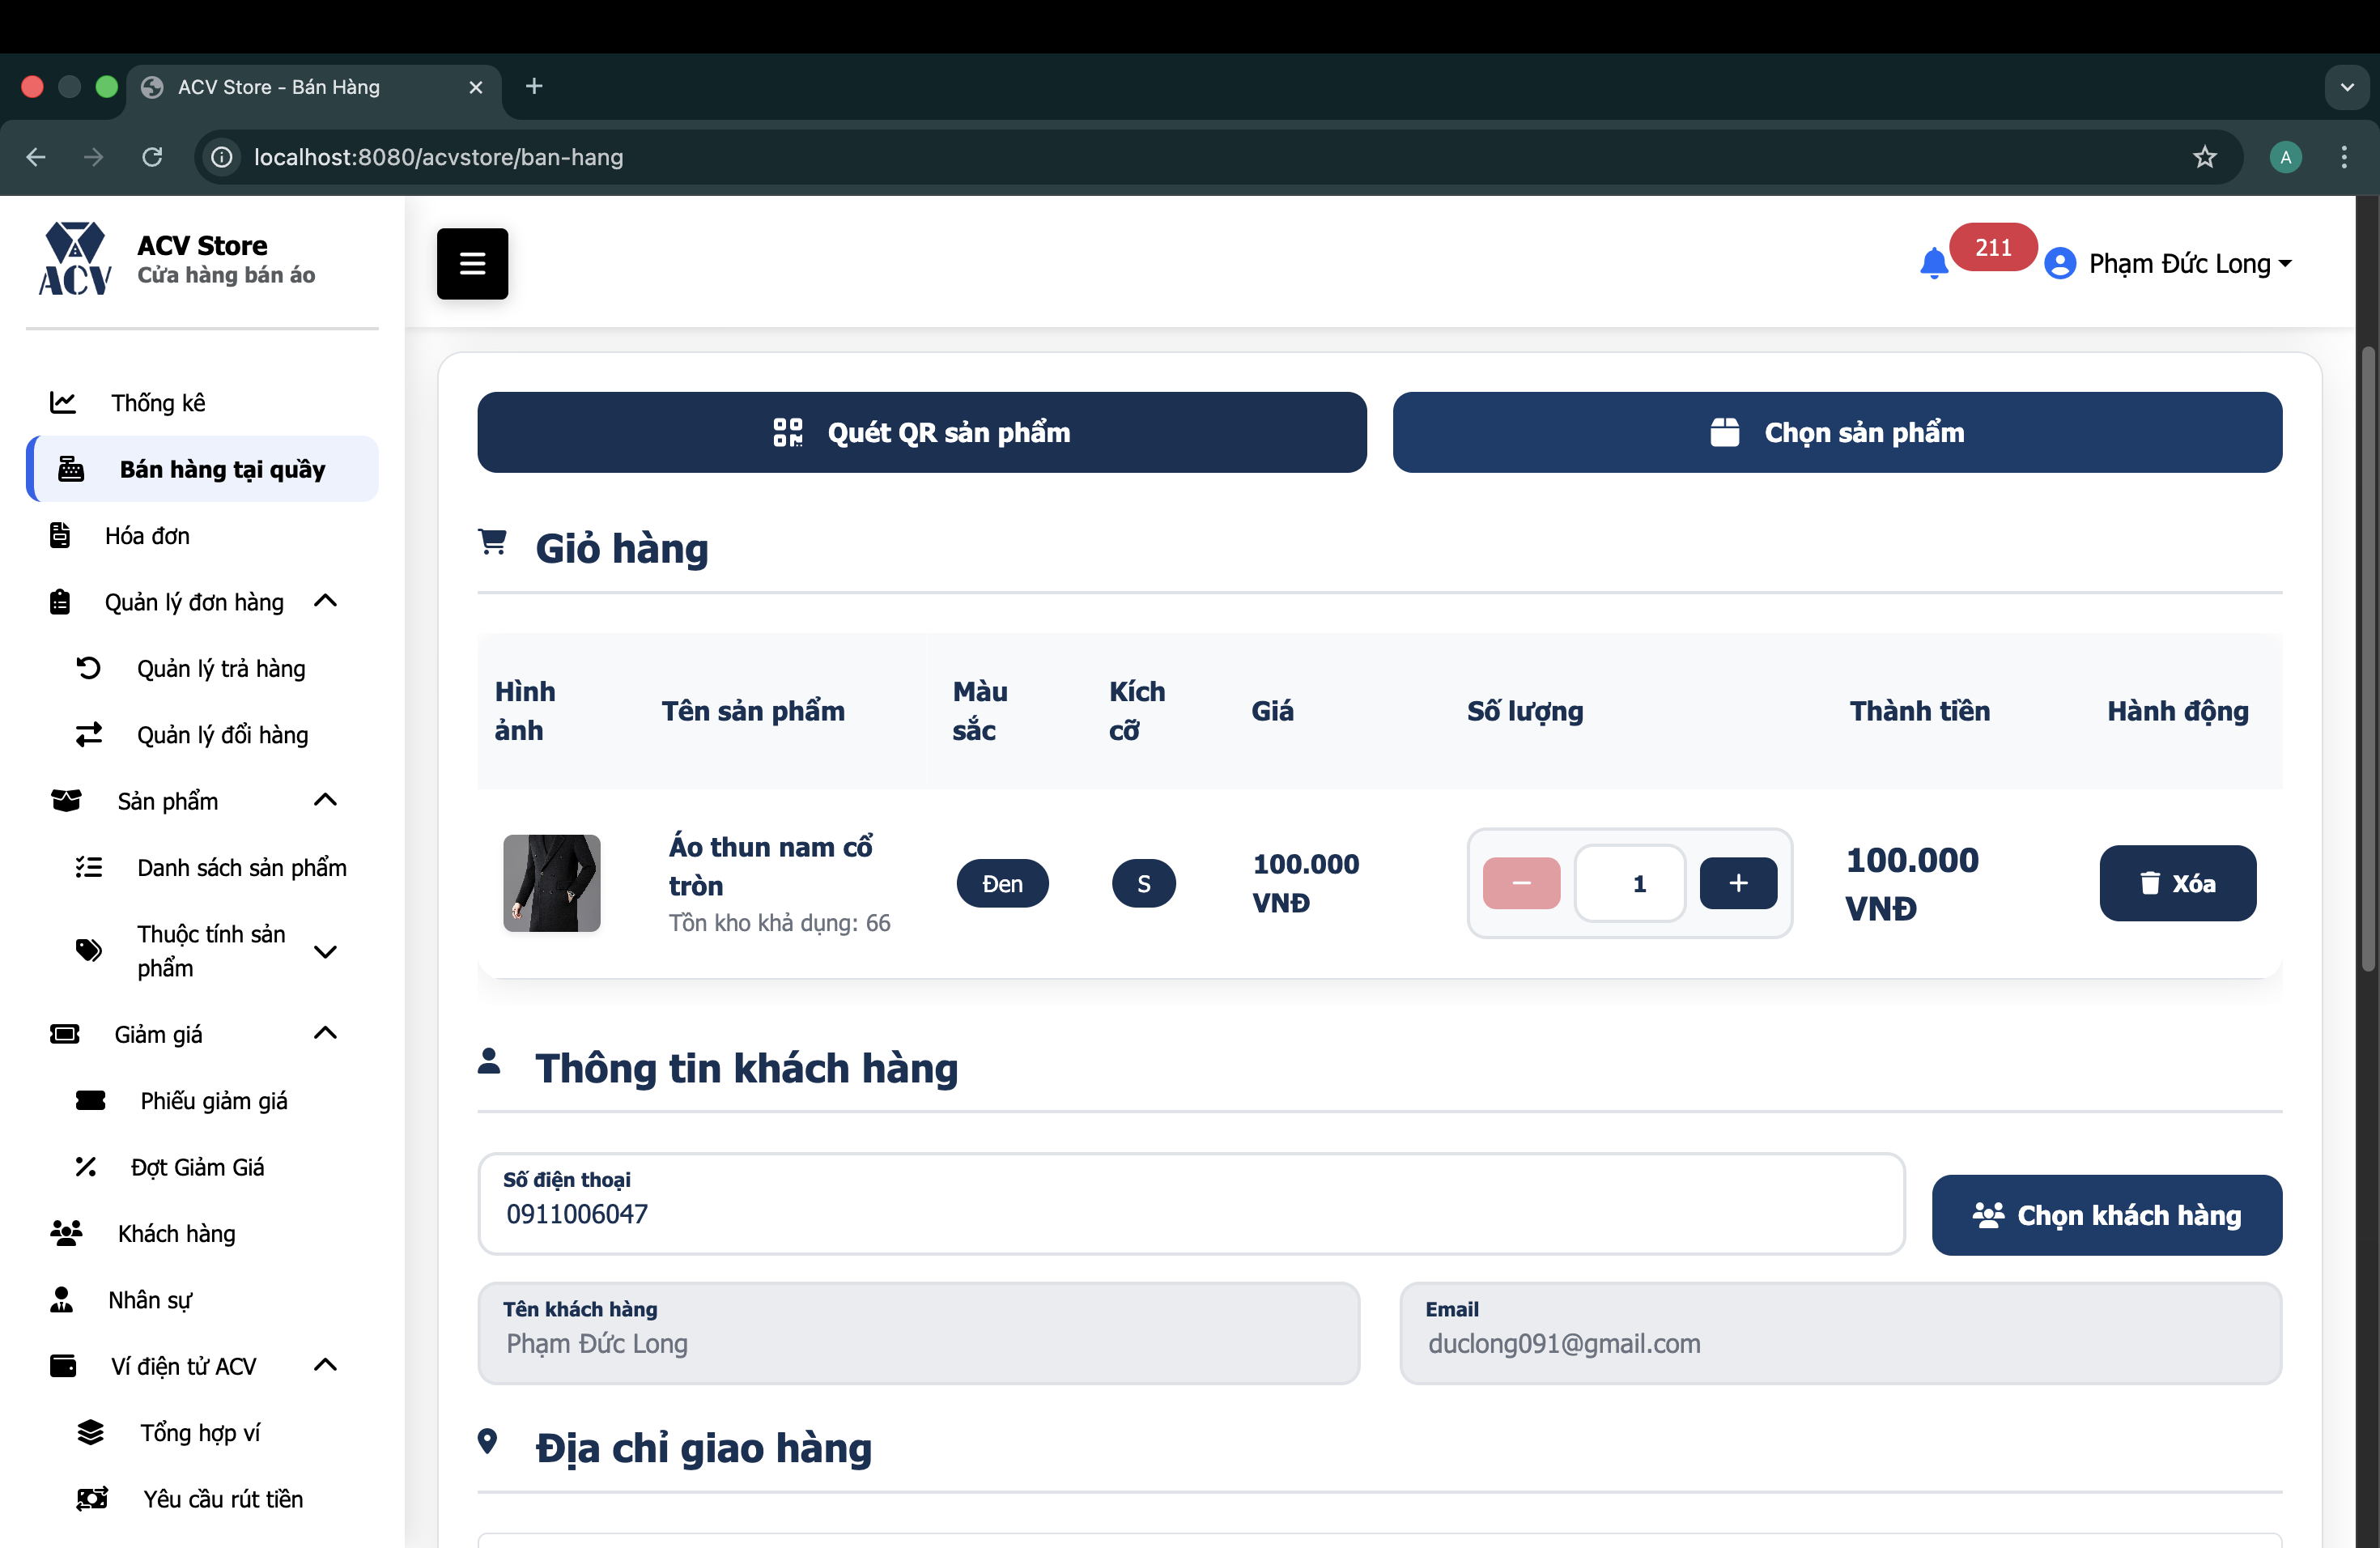 ACV Store - Bán Hàng
localhost:8080/acvstore/ban-hang
A
ACV
ACV Store
Cửa hàng bán áo
211
Phạm Đức Long
Thống kê
Bán hàng tại quầy
Hóa đơn
Quản lý đơn hàng
Quản lý trả hàng
Quản lý đổi hàng
Sản phẩm
Danh sách sản phẩm
Thuộc tính sản
phẩm
Giảm giá
Phiếu giảm giá
Đợt Giảm Giá
Khách hàng
Nhân sự
Ví điện tử ACV
Tổng hợp ví
Yêu cầu rút tiền
Quét QR sản phẩm
Chọn sản phẩm
Giỏ hàng
Hình
ảnh
Tên sản phẩm
Màu
sắc
Kích
cỡ
Giá
Số lượng
Thành tiền
Hành động
Áo thun nam cổ
tròn
Tồn kho khả dụng: 66
Đen
S
100.000
VNĐ
1
100.000
VNĐ
Xóa
Thông tin khách hàng
Số điện thoại
0911006047
Chọn khách hàng
Tên khách hàng
Phạm Đức Long
Email
duclong091@gmail.com
Địa chỉ giao hàng